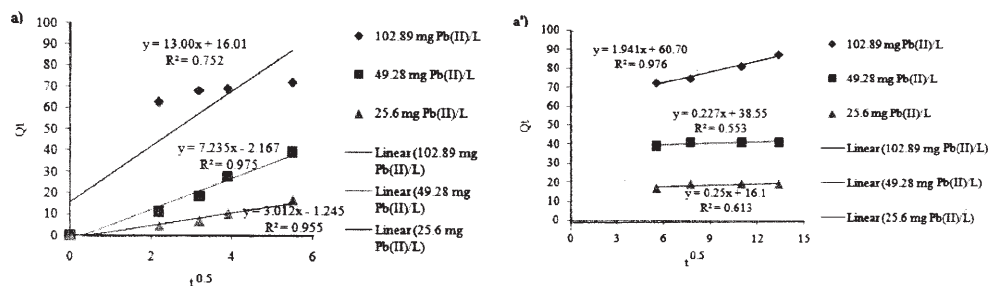 a)
100
90
80
70
60
50
40
30
20
10
0
Qt
0
2
4
6
t^0.5
y = 13.00x + 16.01
R² = 0.752
y = 7.235x - 2 167
R² = 0.975
y = 3.012x - 1.245
R² = 0.955
102.89 mg Pb(II)/L
49.28 mg Pb(II)/L
25.6 mg Pb(II)/L
Linear (102.89 mg
Pb(II)/L)
Linear (49.28 mg
Pb(II)/L)
Linear (25.6 mg
Pb(II)/L)
a')
100
90
80
70
60
50
40
30
20
10
0
Qt
0
3
6
9
12
15
t^0.5
y = 1.941x + 60.70
R² = 0.976
y = 0.227x + 38.55
R² = 0.553
y = 0.25x + 16.1
R² = 0.613
102.89 mg Pb(II)/L
49.28 mg Pb(II)/L
25.6 mg Pb(II)/L
Linear (102.89 mg Pb(II)/L)
Linear (49.28 mg Pb(II)/L)
Linear (25.6 mg Pb(II)/L)